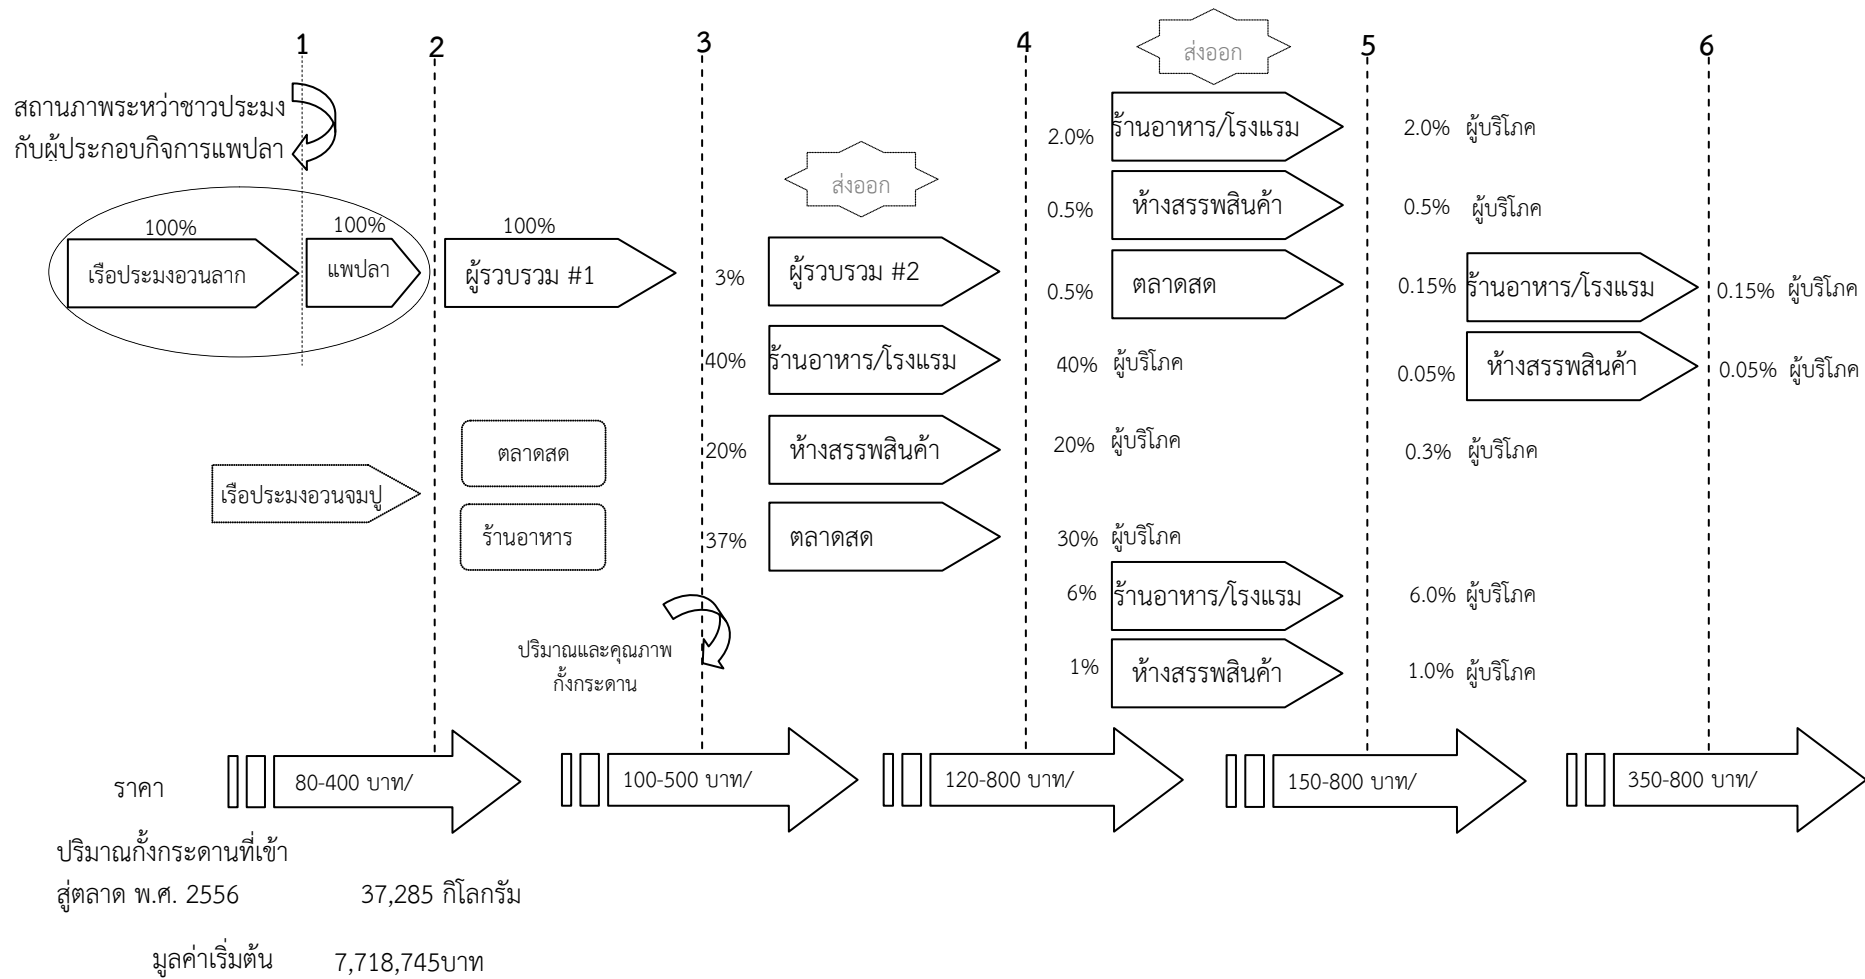 1
2
3
4
5
6
ส่งออก
สถานภาพระหว่าชาวประมง
กับผู้ประกอบกิจการแพปลา
2.0%
ร้านอาหาร/โรงแรม
2.0% ผู้บริโภค
ส่งออก
0.5%
ห้างสรรพสินค้า
0.5% ผู้บริโภค
100%
100%
100%
เรือประมงอวนลาก
แพปลา
ผู้รวบรวม #1
3%
ผู้รวบรวม #2
0.5%
ตลาดสด
0.15%
ร้านอาหาร/โรงแรม
0.15% ผู้บริโภค
40%
ร้านอาหาร/โรงแรม
40% ผู้บริโภค
0.05%
ห้างสรรพสินค้า
0.05% ผู้บริโภค
ตลาดสด
20%
ห้างสรรพสินค้า
20% ผู้บริโภค
0.3% ผู้บริโภค
เรือประมงอวนจมปู
ร้านอาหาร
37%
ตลาดสด
30% ผู้บริโภค
6%
ร้านอาหาร/โรงแรม
6.0% ผู้บริโภค
ปริมาณและคุณภาพ
กั้งกระดาน
1%
ห้างสรรพสินค้า
1.0% ผู้บริโภค
ราคา
80-400 บาท/
100-500 บาท/
120-800 บาท/
150-800 บาท/
350-800 บาท/
ปริมาณกั้งกระดานที่เข้า
สู่ตลาด พ.ศ. 2556 37,285 กิโลกรัม
มูลค่าเริ่มต้น 7,718,745บาท